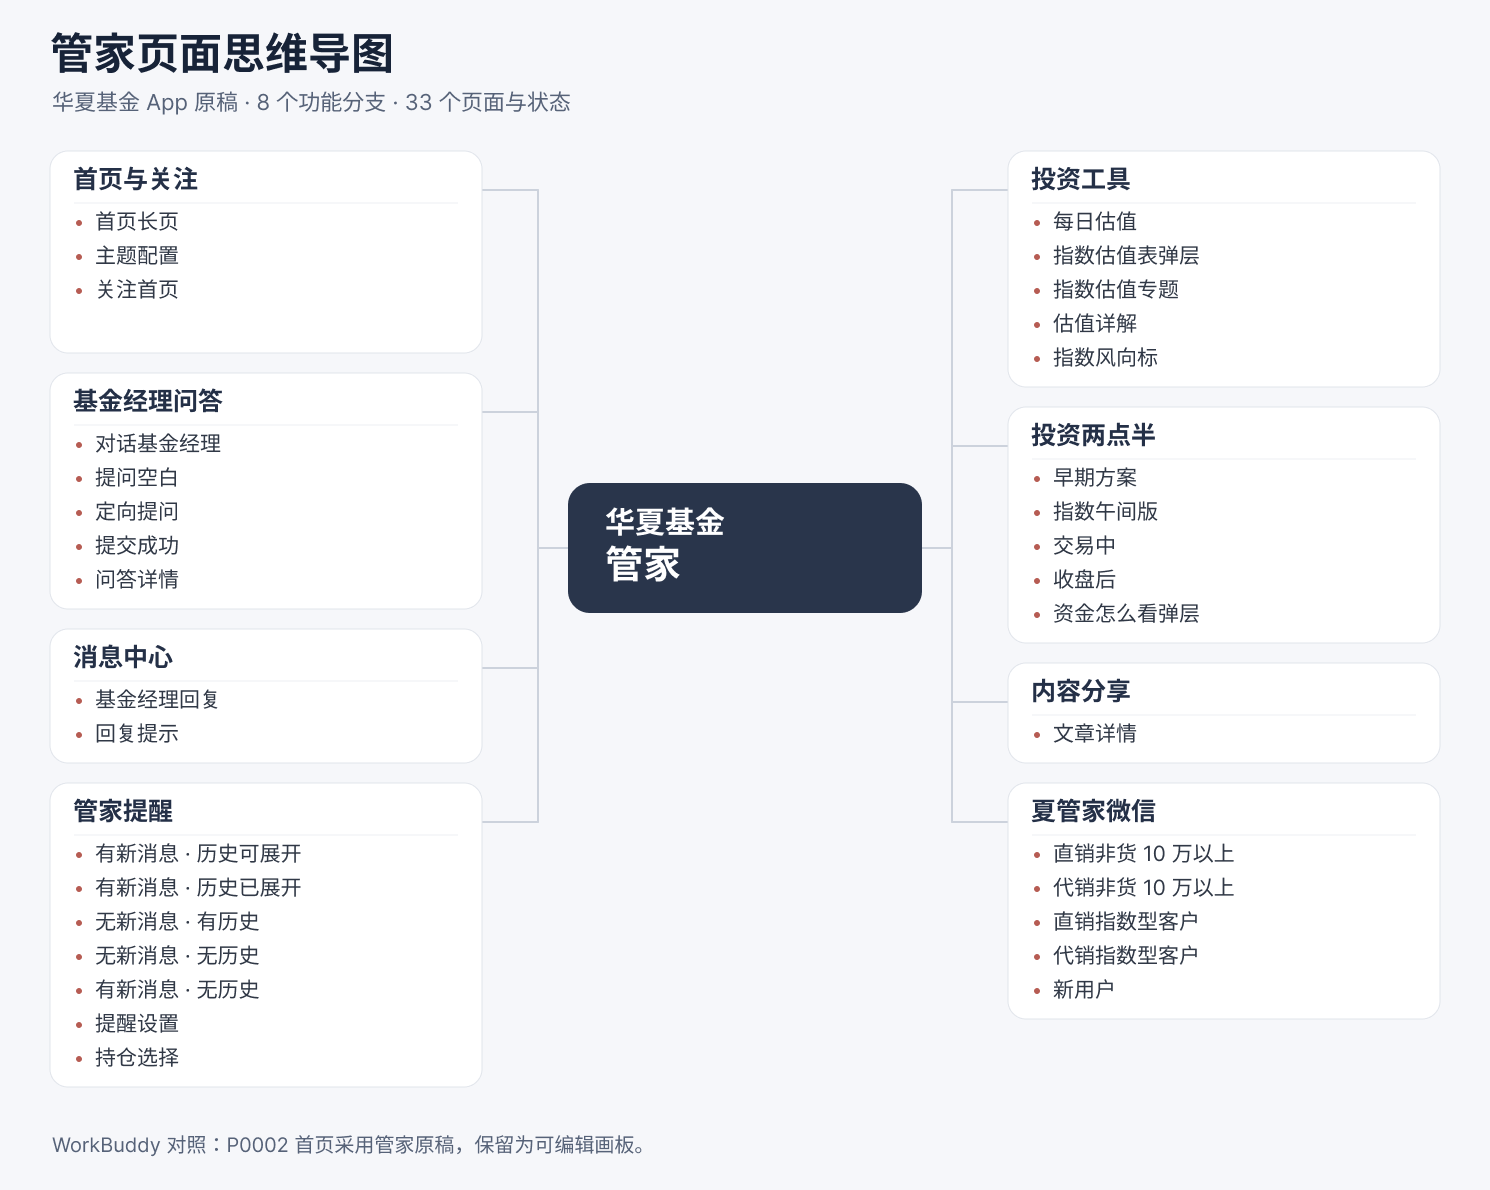 管家页面思维导图
华夏基金 App 原稿 · 8 个功能分支 · 33 个页面与状态
首页与关注
• 首页长页
• 主题配置
• 关注首页
基金经理问答
• 对话基金经理
• 提问空白
• 定向提问
• 提交成功
• 问答详情
消息中心
• 基金经理回复
• 回复提示
管家提醒
• 有新消息 · 历史可展开
• 有新消息 · 历史已展开
• 无新消息 · 有历史
• 无新消息 · 无历史
• 有新消息 · 无历史
• 提醒设置
• 持仓选择
华夏基金
管家
投资工具
• 每日估值
• 指数估值表弹层
• 指数估值专题
• 估值详解
• 指数风向标
投资两点半
• 早期方案
• 指数午间版
• 交易中
• 收盘后
• 资金怎么看弹层
内容分享
• 文章详情
夏管家微信
• 直销非货 10 万以上
• 代销非货 10 万以上
• 直销指数型客户
• 代销指数型客户
• 新用户
WorkBuddy 对照：P0002 首页采用管家原稿，保留为可编辑画板。